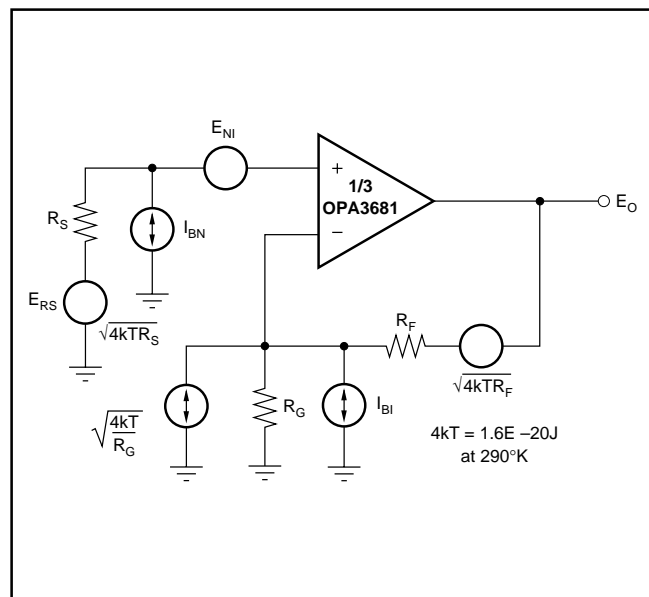 E_NI
+
1/3
OPA3681
−
E_O
R_S
I_BN
E_RS
√4kTR_S
R_F
√4kTR_F
√4kT/R_G
R_G
I_BI
4kT = 1.6E –20J
at 290°K